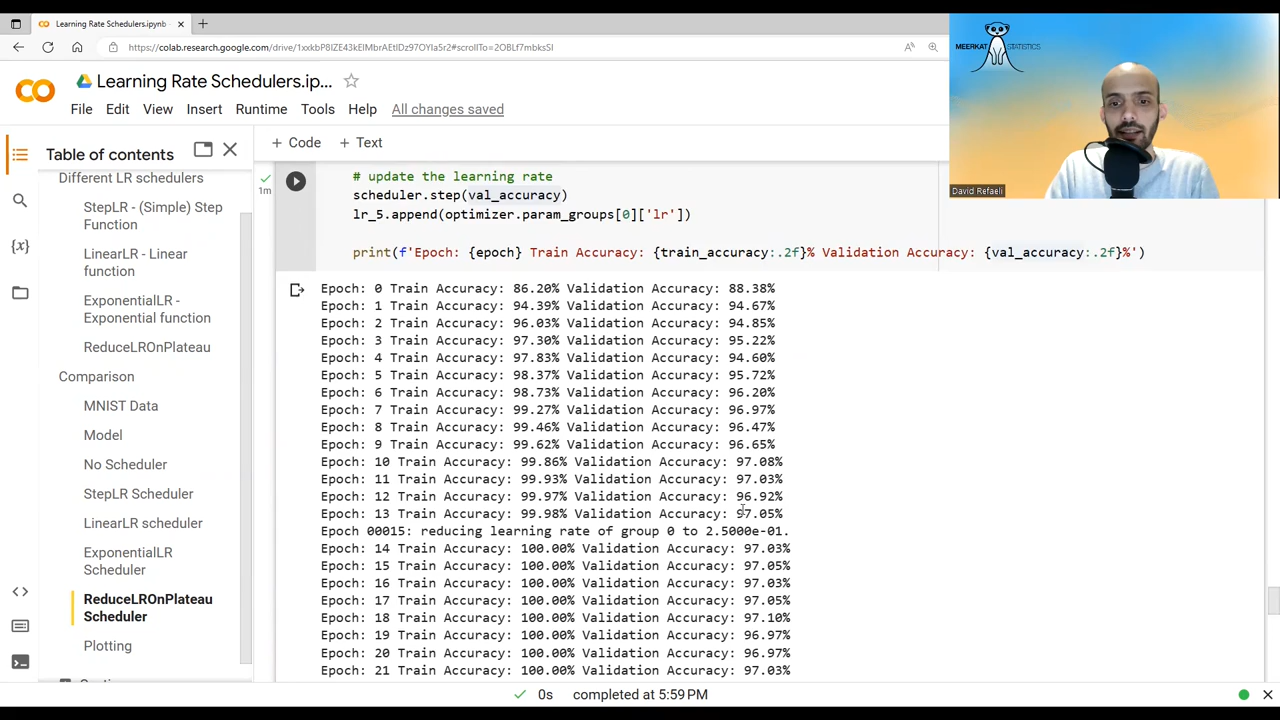 Learning Rate Schedulers.ipynb
https://colab.research.google.com/drive/1xxkbP8IZE43kEIMbrAEtlDz97OYIa5r2#scrollTo=2OBLf7mbksSl
MEERKAT STATISTICS
David Refaeli
Learning Rate Schedulers.ip...
File Edit View Insert Runtime Tools Help All changes saved
Table of contents
+ Code + Text
Different LR schedulers
StepLR - (Simple) Step
Function
LinearLR - Linear
function
ExponentialLR -
Exponential function
ReduceLROnPlateau
Comparison
MNIST Data
Model
No Scheduler
StepLR Scheduler
LinearLR scheduler
ExponentialLR
Scheduler
ReduceLROnPlateau
Scheduler
Plotting
{x}
1m
# update the learning rate
scheduler.step(val_accuracy)
lr_5.append(optimizer.param_groups[0]['lr'])
print(f'Epoch: {epoch} Train Accuracy: {train_accuracy:.2f}% Validation Accuracy: {val_accuracy:.2f}%')
Epoch: 0 Train Accuracy: 86.20% Validation Accuracy: 88.38%
Epoch: 1 Train Accuracy: 94.39% Validation Accuracy: 94.67%
Epoch: 2 Train Accuracy: 96.03% Validation Accuracy: 94.85%
Epoch: 3 Train Accuracy: 97.30% Validation Accuracy: 95.22%
Epoch: 4 Train Accuracy: 97.83% Validation Accuracy: 94.60%
Epoch: 5 Train Accuracy: 98.37% Validation Accuracy: 95.72%
Epoch: 6 Train Accuracy: 98.73% Validation Accuracy: 96.20%
Epoch: 7 Train Accuracy: 99.27% Validation Accuracy: 96.97%
Epoch: 8 Train Accuracy: 99.46% Validation Accuracy: 96.47%
Epoch: 9 Train Accuracy: 99.62% Validation Accuracy: 96.65%
Epoch: 10 Train Accuracy: 99.86% Validation Accuracy: 97.08%
Epoch: 11 Train Accuracy: 99.93% Validation Accuracy: 97.03%
Epoch: 12 Train Accuracy: 99.97% Validation Accuracy: 96.92%
Epoch: 13 Train Accuracy: 99.98% Validation Accuracy: 97.05%
Epoch 00015: reducing learning rate of group 0 to 2.5000e-01.
Epoch: 14 Train Accuracy: 100.00% Validation Accuracy: 97.03%
Epoch: 15 Train Accuracy: 100.00% Validation Accuracy: 97.05%
Epoch: 16 Train Accuracy: 100.00% Validation Accuracy: 97.03%
Epoch: 17 Train Accuracy: 100.00% Validation Accuracy: 97.05%
Epoch: 18 Train Accuracy: 100.00% Validation Accuracy: 97.10%
Epoch: 19 Train Accuracy: 100.00% Validation Accuracy: 96.97%
Epoch: 20 Train Accuracy: 100.00% Validation Accuracy: 96.97%
Epoch: 21 Train Accuracy: 100.00% Validation Accuracy: 97.03%
0s completed at 5:59 PM